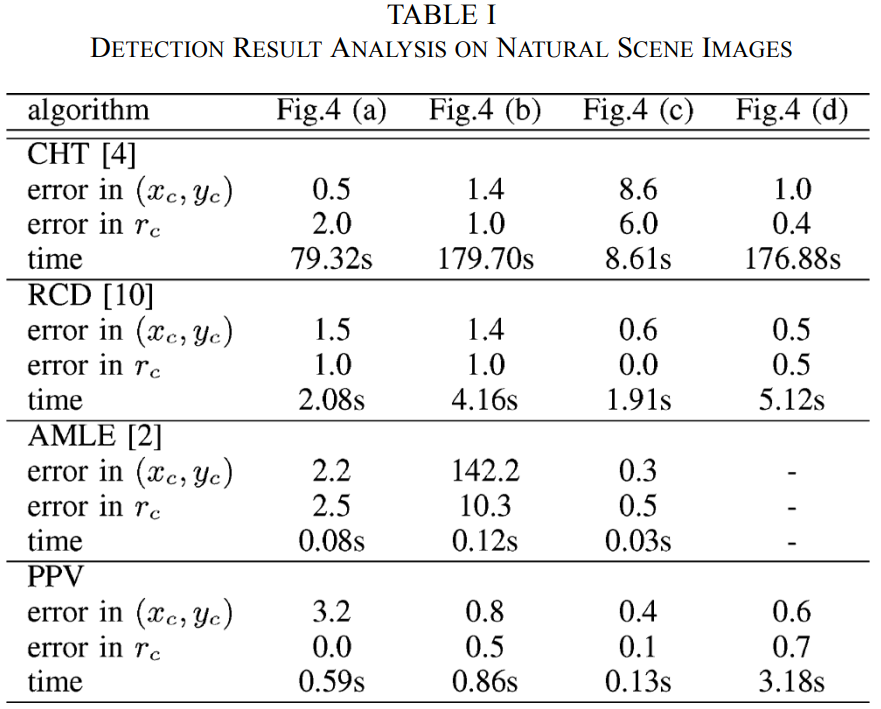 TABLE I
DETECTION RESULT ANALYSIS ON NATURAL SCENE IMAGES
algorithm Fig.4 (a) Fig.4 (b) Fig.4 (c) Fig.4 (d)
CHT [4]
error in (x_c, y_c) 0.5 1.4 8.6 1.0
error in r_c 2.0 1.0 6.0 0.4
time 79.32s 179.70s 8.61s 176.88s
RCD [10]
error in (x_c, y_c) 1.5 1.4 0.6 0.5
error in r_c 1.0 1.0 0.0 0.5
time 2.08s 4.16s 1.91s 5.12s
AMLE [2]
error in (x_c, y_c) 2.2 142.2 0.3 -
error in r_c 2.5 10.3 0.5 -
time 0.08s 0.12s 0.03s -
PPV
error in (x_c, y_c) 3.2 0.8 0.4 0.6
error in r_c 0.0 0.5 0.1 0.7
time 0.59s 0.86s 0.13s 3.18s